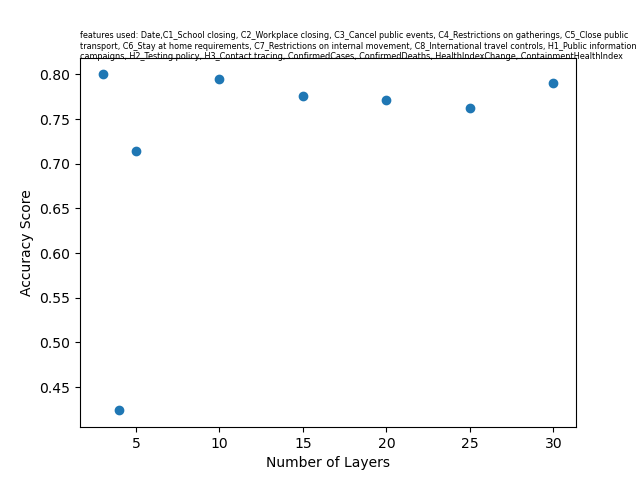 features used: Date,C1_School closing, C2_Workplace closing, C3_Cancel public events, C4_Restrictions on gatherings, C5_Close public
transport, C6_Stay at home requirements, C7_Restrictions on internal movement, C8_International travel controls, H1_Public information
campaigns, H2_Testing policy, H3_Contact tracing, ConfirmedCases, ConfirmedDeaths, HealthIndexChange, ContainmentHealthIndex
0.80
0.75
0.70
0.65
0.60
0.55
0.50
0.45
Accuracy Score
5 10 15 20 25 30
Number of Layers